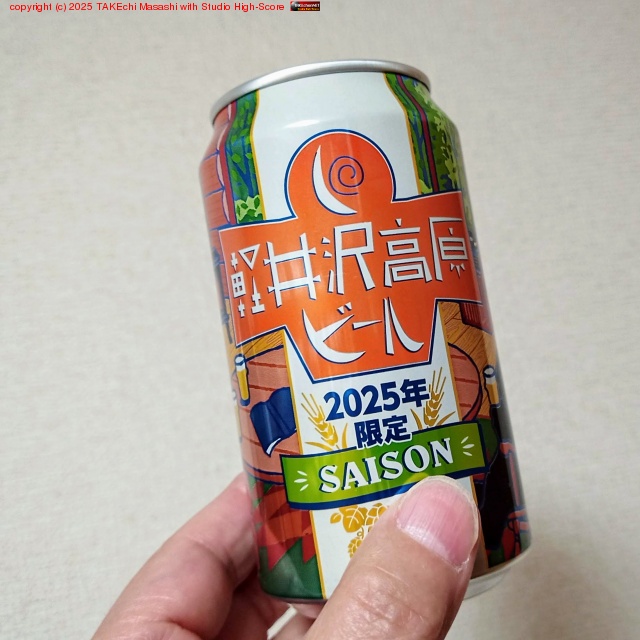 copyright (c) 2025 TAKEchi Masashi with Studio High-Score
軽井沢高原
ビール
2025年
限定
SAISON